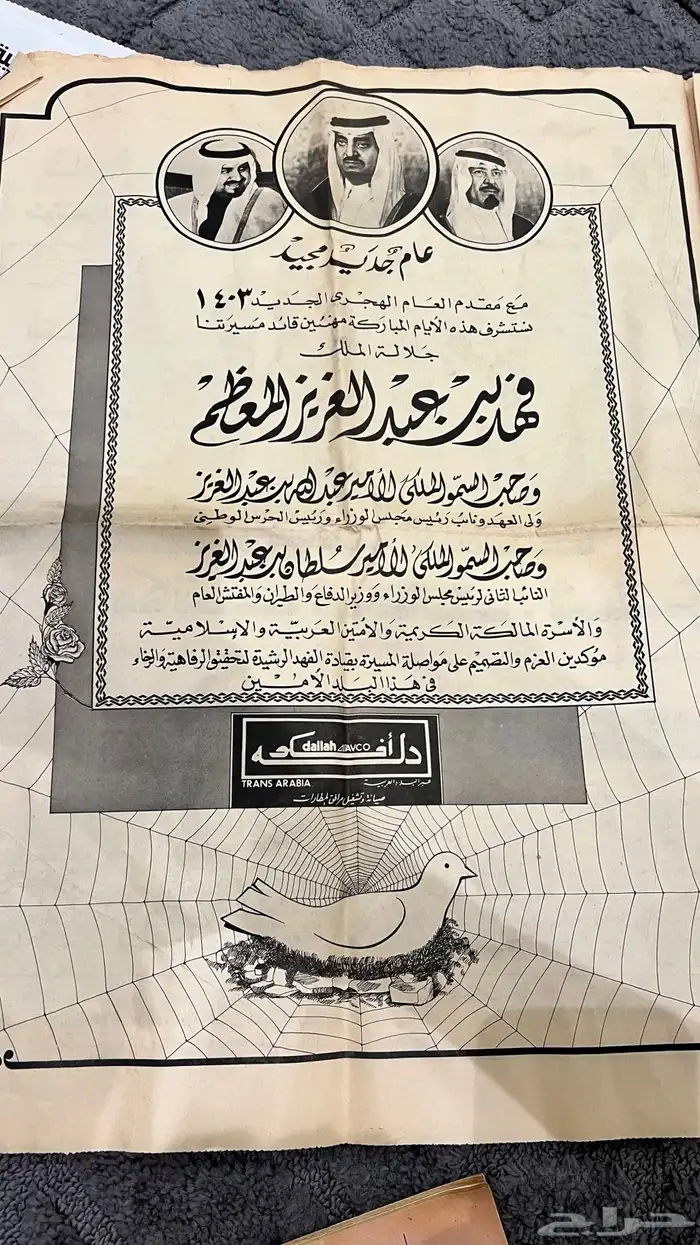 عام جديد مجيد
مع مقدم العام الهجرى الجديد ١٤٠٣
نستشرف هذه الأيام المباركة مهنئين قائد مسيرتنا
جلالة الملك
فهد بن عبد العزيز المعظم
وصاحب السمو الملكى الأمير عبد الله بن عبد العزيز
ولى العهد ونائب رئيس مجلس الوزراء ورئيس الحرس الوطنى
وصاحب السمو الملكى الأمير سلطان بن عبد العزيز
النائب الثانى لرئيس مجلس الوزراء ووزير الدفاع والطيران والمفتش العام
والأسرة المالكة الكريمة والأمتين العربية والإسلامية
مؤكدين العزم والتصميم على مواصلة المسيرة بقيادة الفهد الرشيدة لتحقيق الرفاهية والرخاء
فى هذا البلد الأمين
دله أفكو
dallah AVCO
TRANS ARABIA عبر البلاد العربية
صيانة وتشغيل مرافق المطارات
حراج